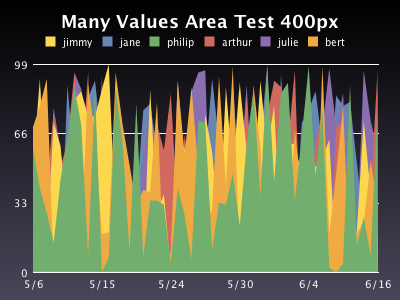 Many Values Area Test 400px
jimmy jane philip arthur julie bert
99
66
33
0
5/6 5/15 5/24 5/30 6/4 6/16